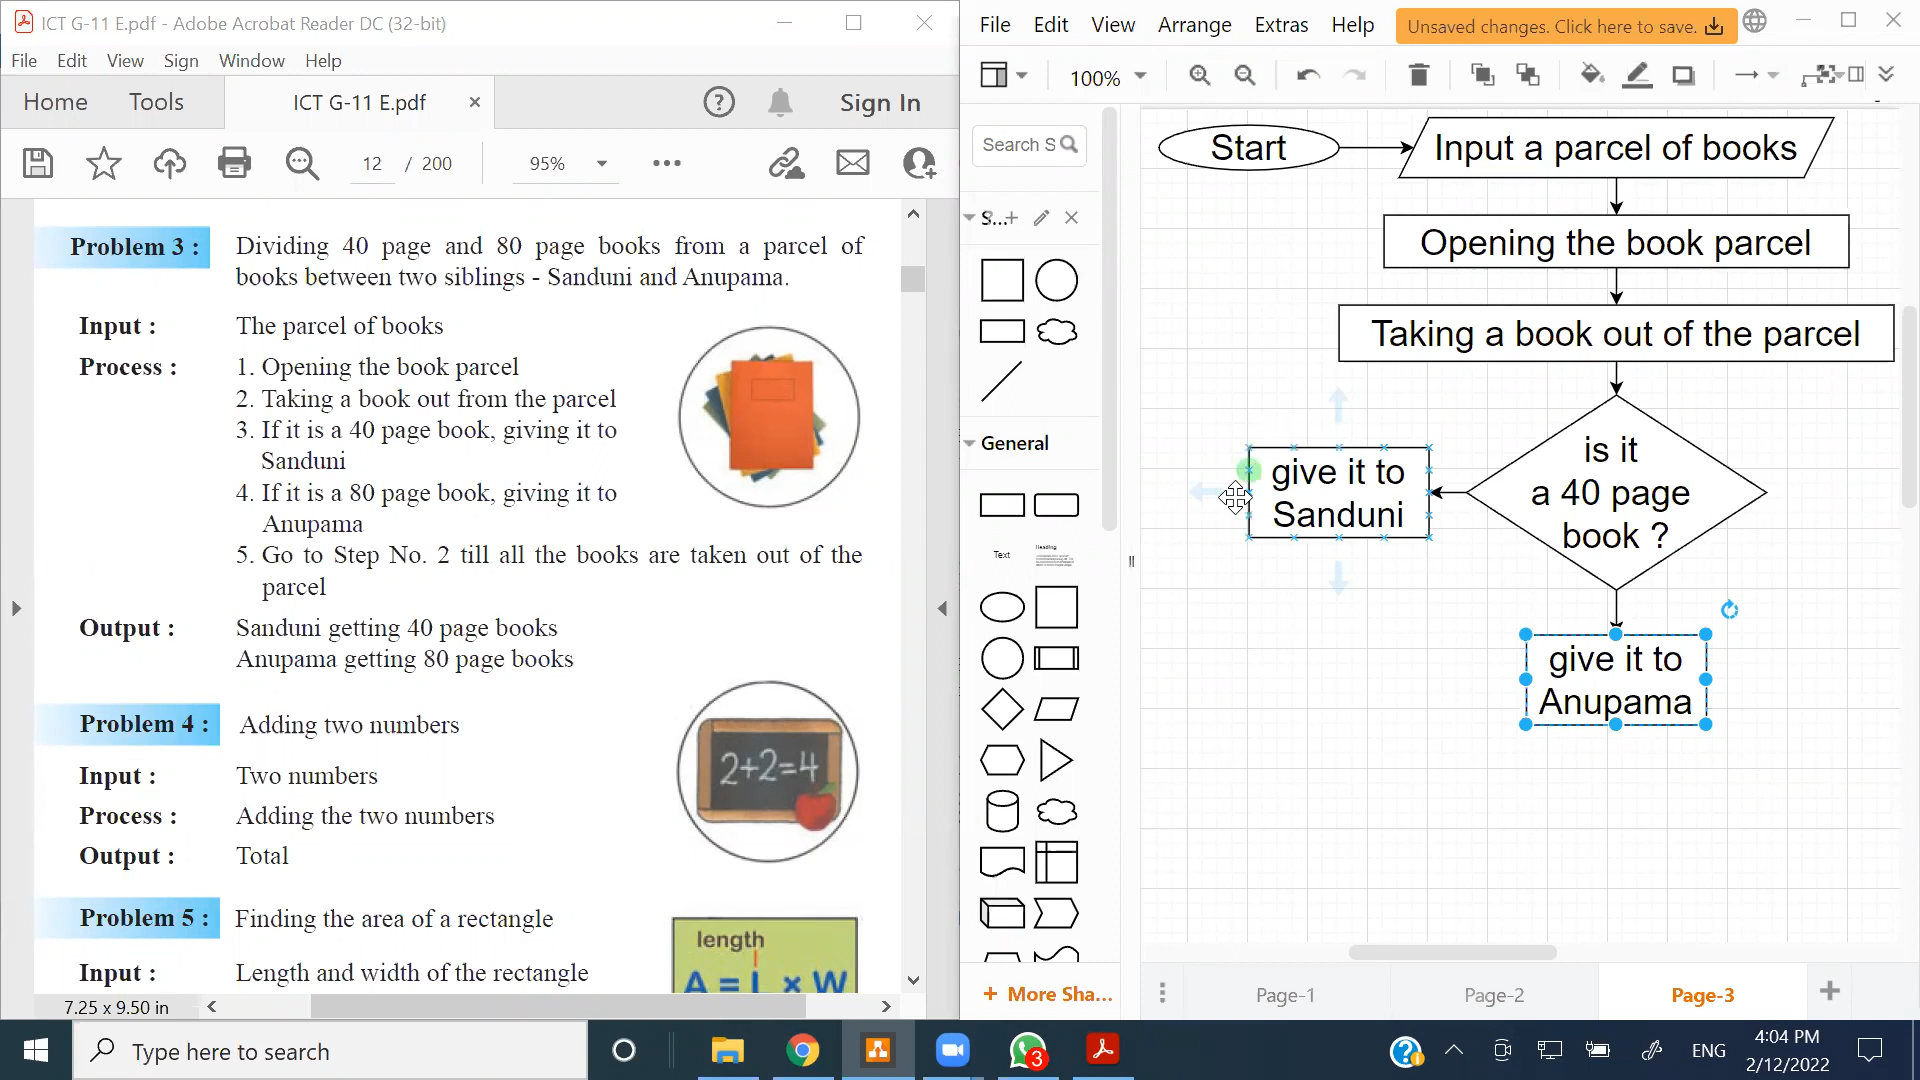 ICT G-11 E.pdf - Adobe Acrobat Reader DC (32-bit)
File Edit View Sign Window Help
Home Tools ICT G-11 E.pdf × ? Sign In
12 / 200 95%
Problem 3 : Dividing 40 page and 80 page books from a parcel of
books between two siblings - Sanduni and Anupama.
Input : The parcel of books
Process : 1. Opening the book parcel
2. Taking a book out from the parcel
3. If it is a 40 page book, giving it to
Sanduni
4. If it is a 80 page book, giving it to
Anupama
5. Go to Step No. 2 till all the books are taken out of the
parcel
Output : Sanduni getting 40 page books
Anupama getting 80 page books
Problem 4 : Adding two numbers
Input : Two numbers
Process : Adding the two numbers
Output : Total
2+2=4
Problem 5 : Finding the area of a rectangle
Input : Length and width of the rectangle
length
A = L × W
7.25 x 9.50 in
File Edit View Arrange Extras Help Unsaved changes. Click here to save.
100%
Search S
S...
General
Text
Heading
+ More Sha...
Start
Input a parcel of books
Opening the book parcel
Taking a book out of the parcel
is it
a 40 page
book ?
give it to
Sanduni
give it to
Anupama
Page-1 Page-2 Page-3
Type here to search
3
ENG
4:04 PM
2/12/2022